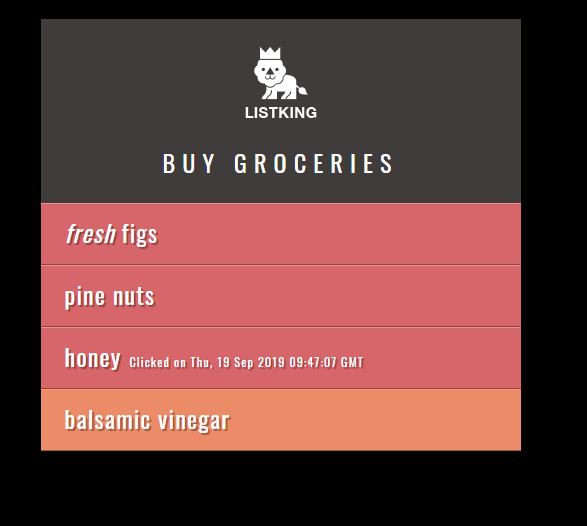 LISTKING
BUY GROCERIES
fresh figs
pine nuts
honey Clicked on Thu, 19 Sep 2019 09:47:07 GMT
balsamic vinegar